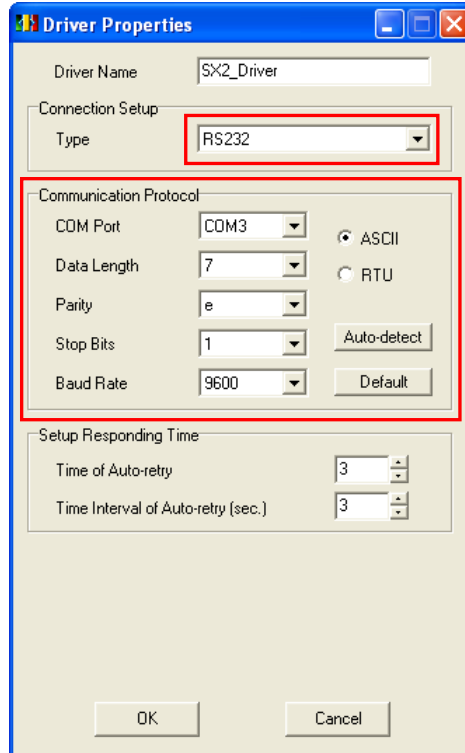 Driver Properties
Driver Name SX2_Driver
Connection Setup
Type RS232
Communication Protocol
COM Port COM3
ASCII
Data Length 7
RTU
Parity e
Stop Bits 1 Auto-detect
Baud Rate 9600 Default
Setup Responding Time
Time of Auto-retry 3
Time Interval of Auto-retry (sec.) 3
OK Cancel